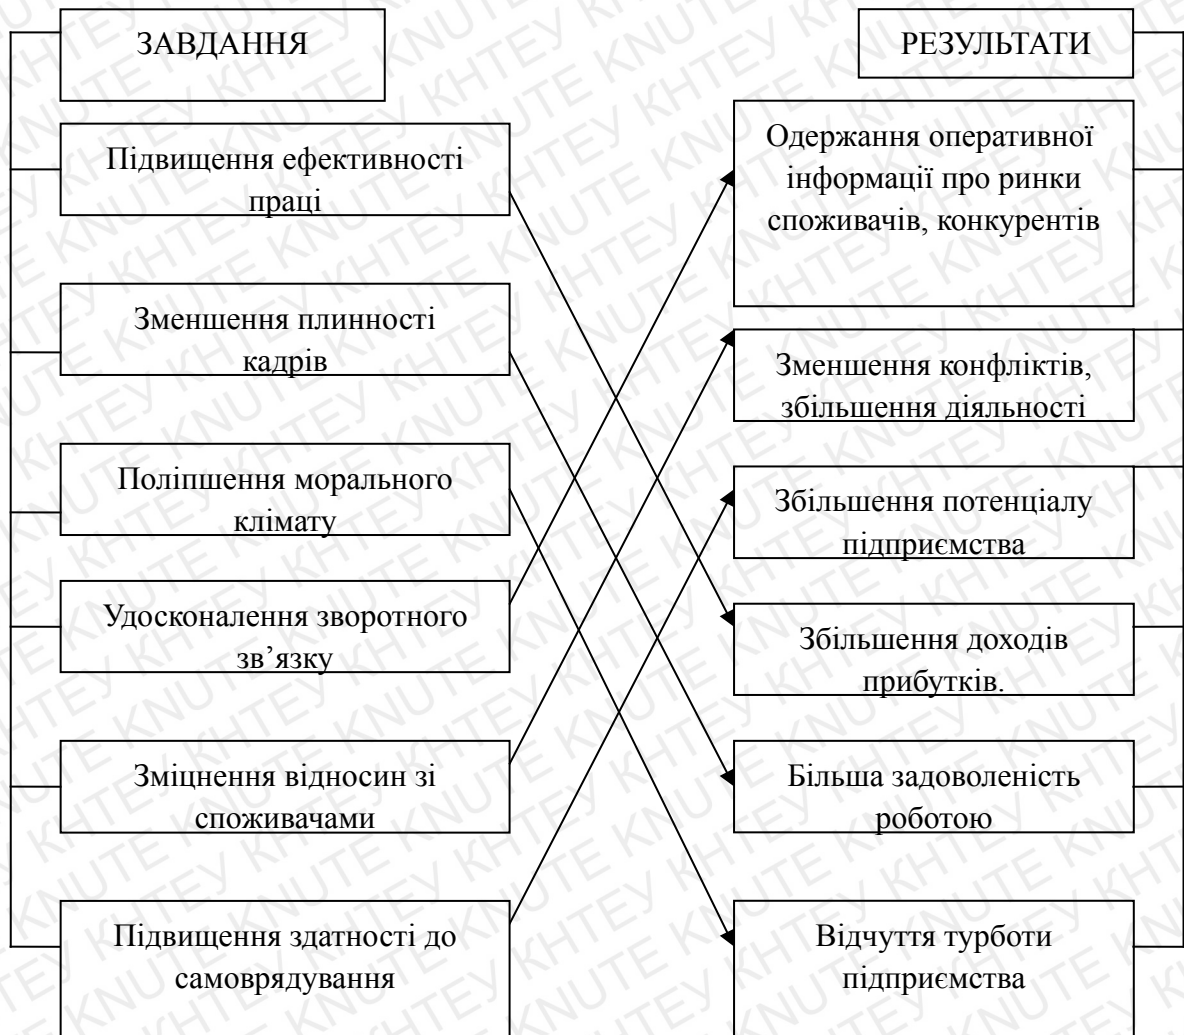 ЗАВДАННЯ
Підвищення ефективності
праці
Зменшення плинності
кадрів
Поліпшення морального
клімату
Удосконалення зворотного
зв’язку
Зміцнення відносин зі
споживачами
Підвищення здатності до
самоврядування
РЕЗУЛЬТАТИ
Одержання оперативної
інформації про ринки
споживачів, конкурентів
Зменшення конфліктів,
збільшення діяльності
Збільшення потенціалу
підприємства
Збільшення доходів
прибутків.
Більша задоволеність
роботою
Відчуття турботи
підприємства